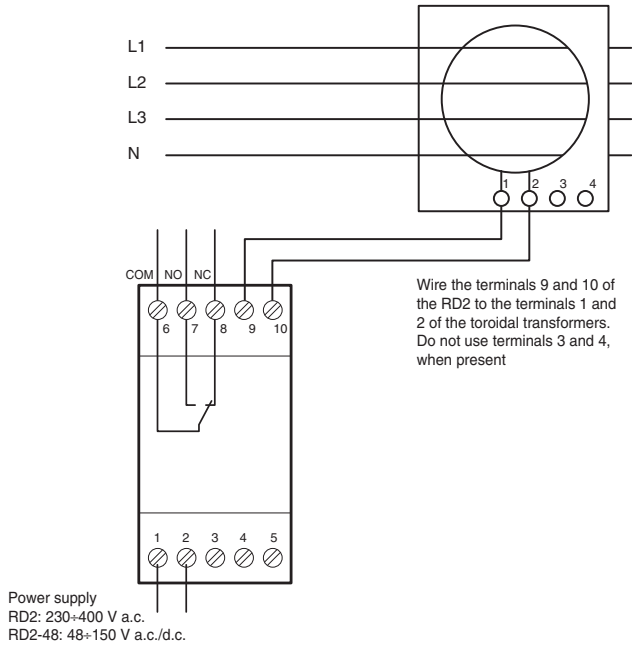 L1
L2
L3
N
1 2 3 4
COM NO NC
6 7 8 9 10
Wire the terminals 9 and 10 of
the RD2 to the terminals 1 and
2 of the toroidal transformers.
Do not use terminals 3 and 4,
when present
1 2 3 4 5
Power supply
RD2: 230÷400 V a.c.
RD2-48: 48÷150 V a.c./d.c.